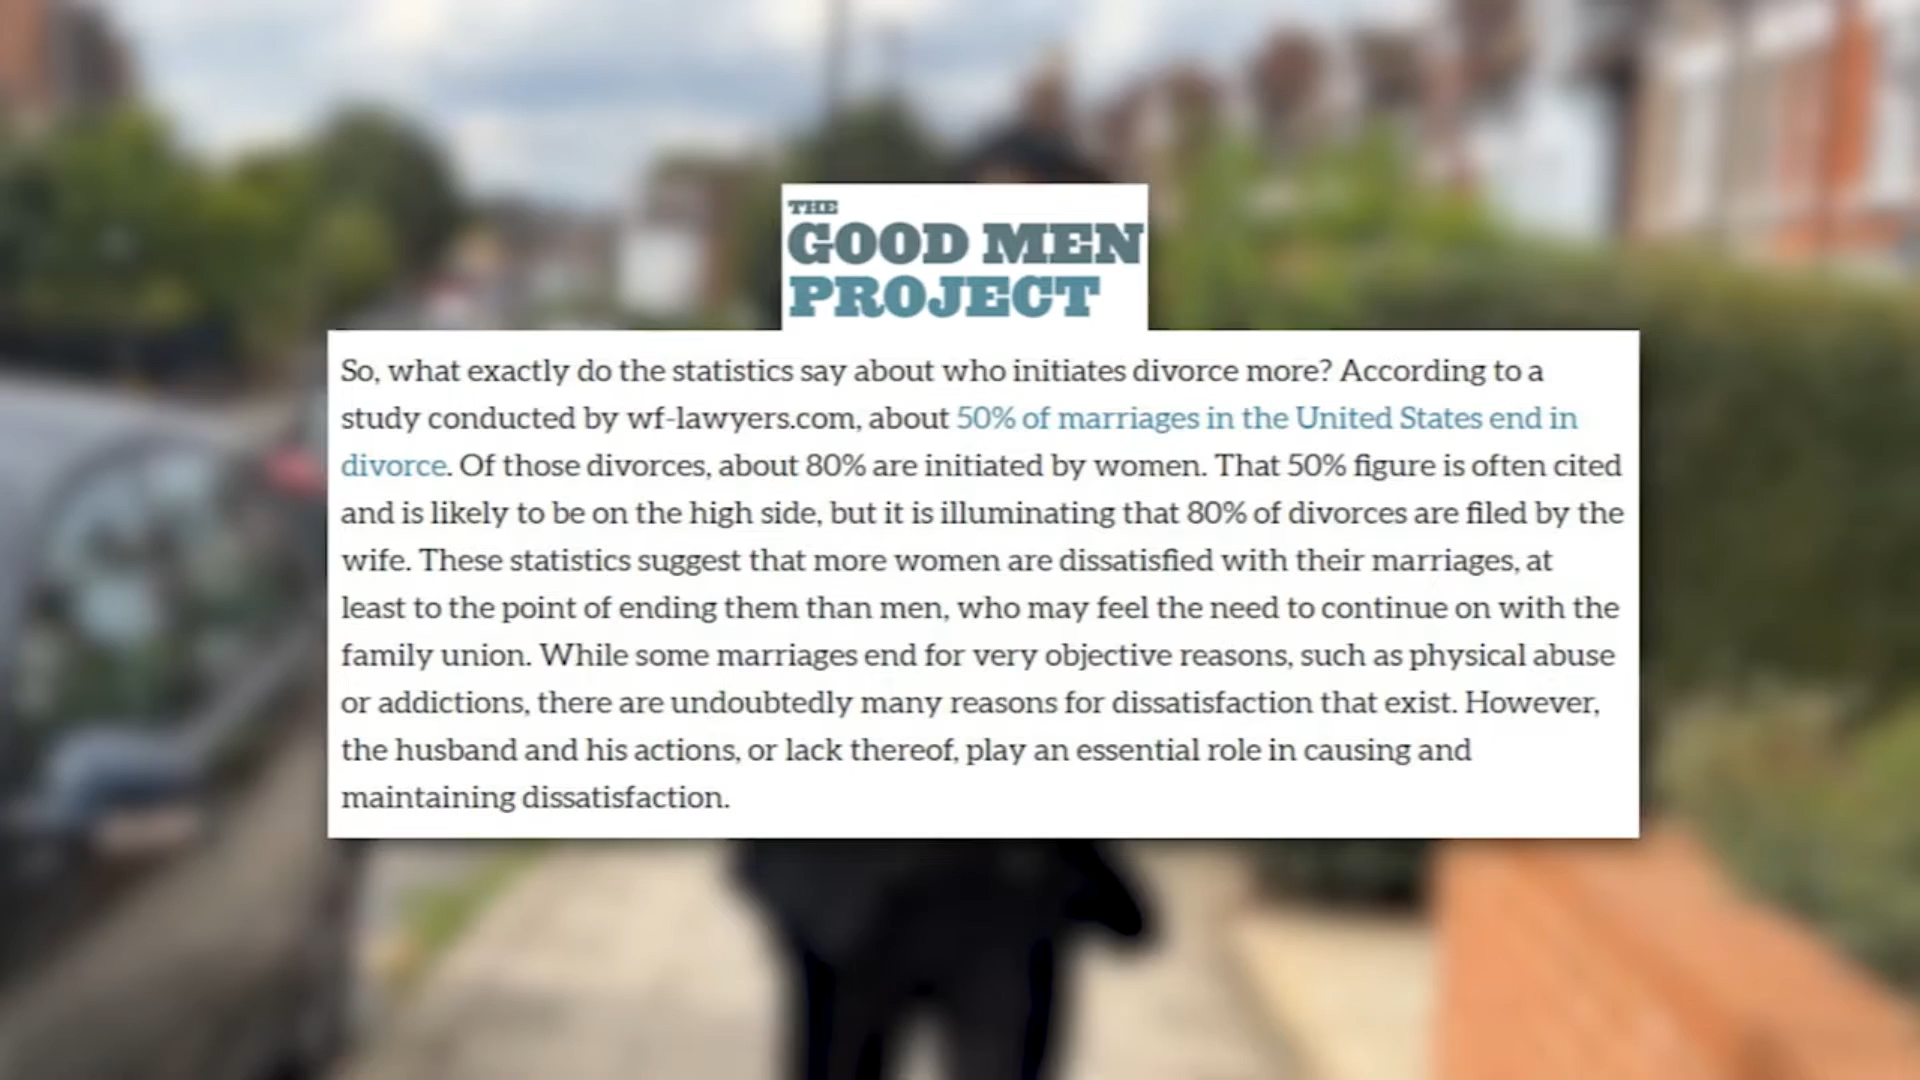 THE
GOOD MEN
PROJECT
So, what exactly do the statistics say about who initiates divorce more? According to a
study conducted by wf-lawyers.com, about 50% of marriages in the United States end in
divorce. Of those divorces, about 80% are initiated by women. That 50% figure is often cited
and is likely to be on the high side, but it is illuminating that 80% of divorces are filed by the
wife. These statistics suggest that more women are dissatisfied with their marriages, at
least to the point of ending them than men, who may feel the need to continue on with the
family union. While some marriages end for very objective reasons, such as physical abuse
or addictions, there are undoubtedly many reasons for dissatisfaction that exist. However,
the husband and his actions, or lack thereof, play an essential role in causing and
maintaining dissatisfaction.